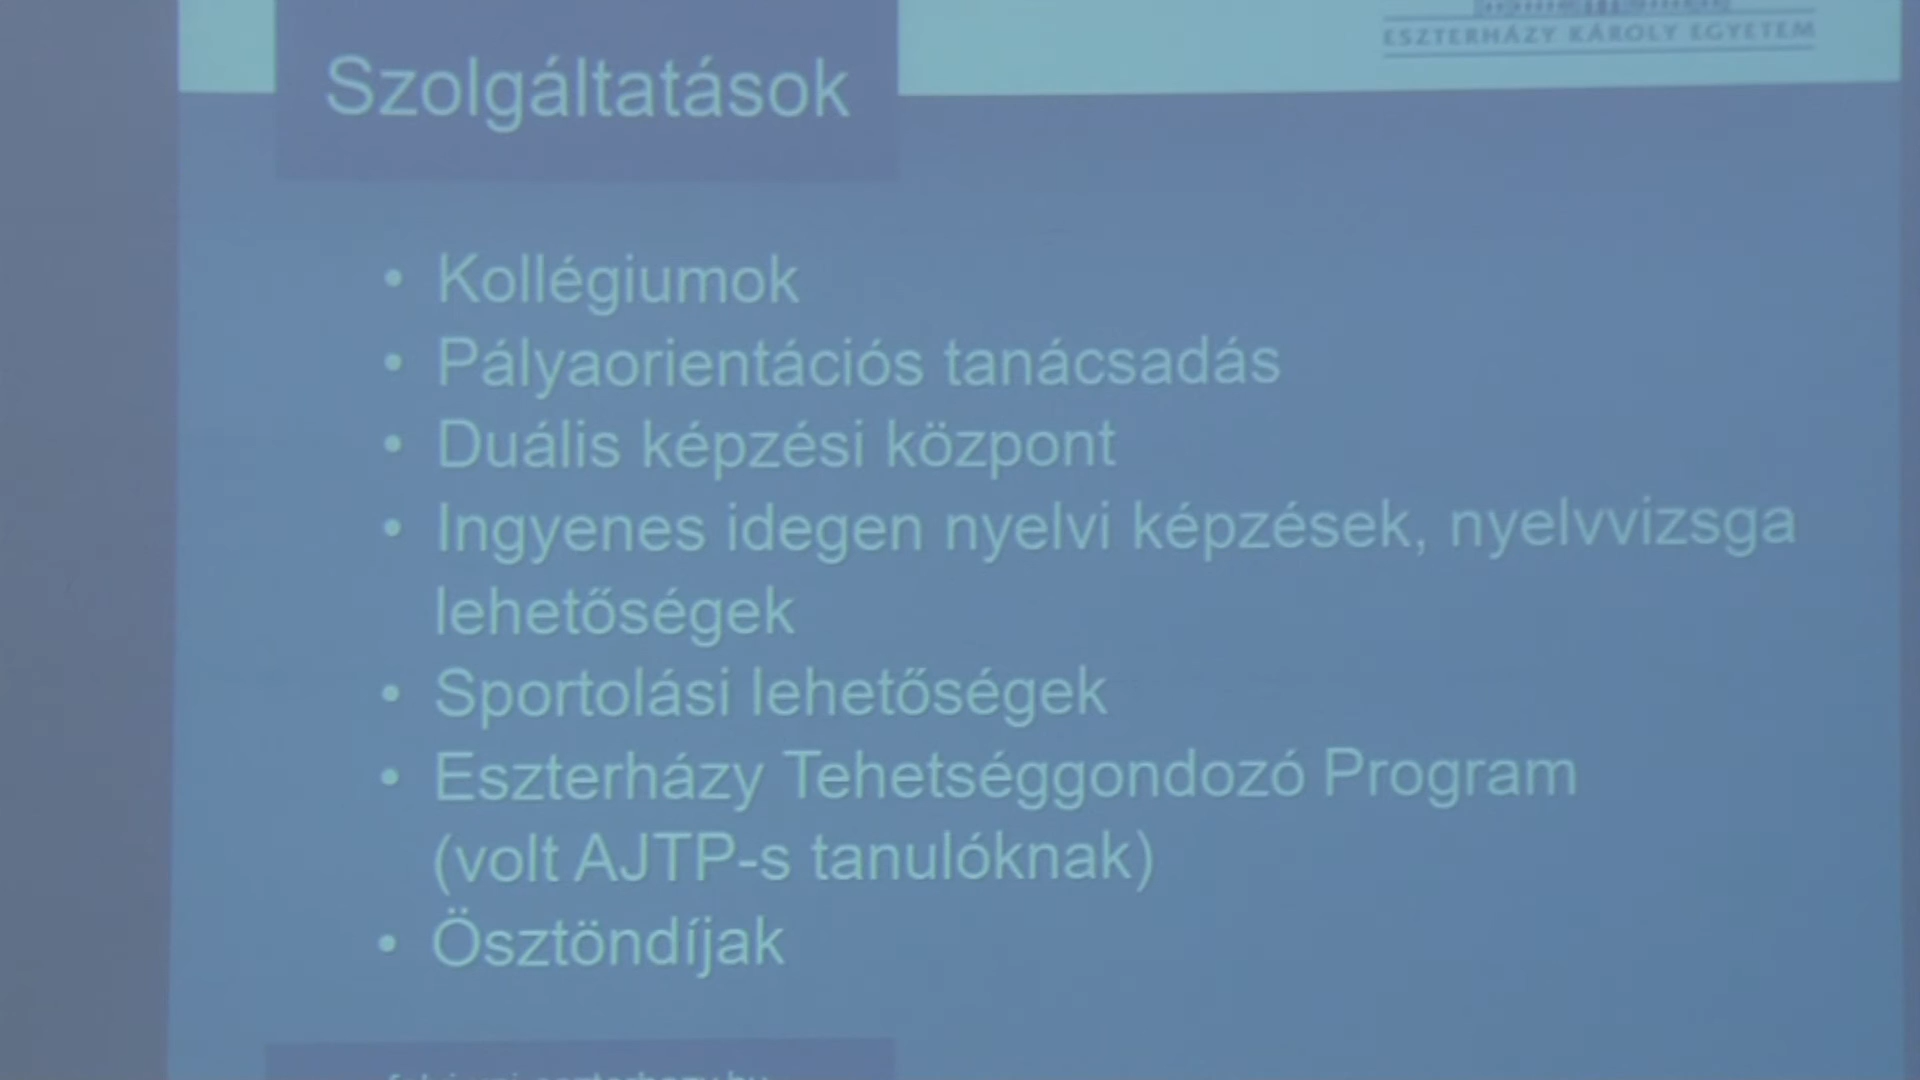 ESZTERHÁZY KÁROLY EGYETEM
Szolgáltatások
• Kollégiumok
• Pályaorientációs tanácsadás
• Duális képzési központ
• Ingyenes idegen nyelvi képzések, nyelvvizsga
lehetőségek
• Sportolási lehetőségek
• Eszterházy Tehetséggondozó Program
(volt AJTP-s tanulóknak)
• Ösztöndíjak